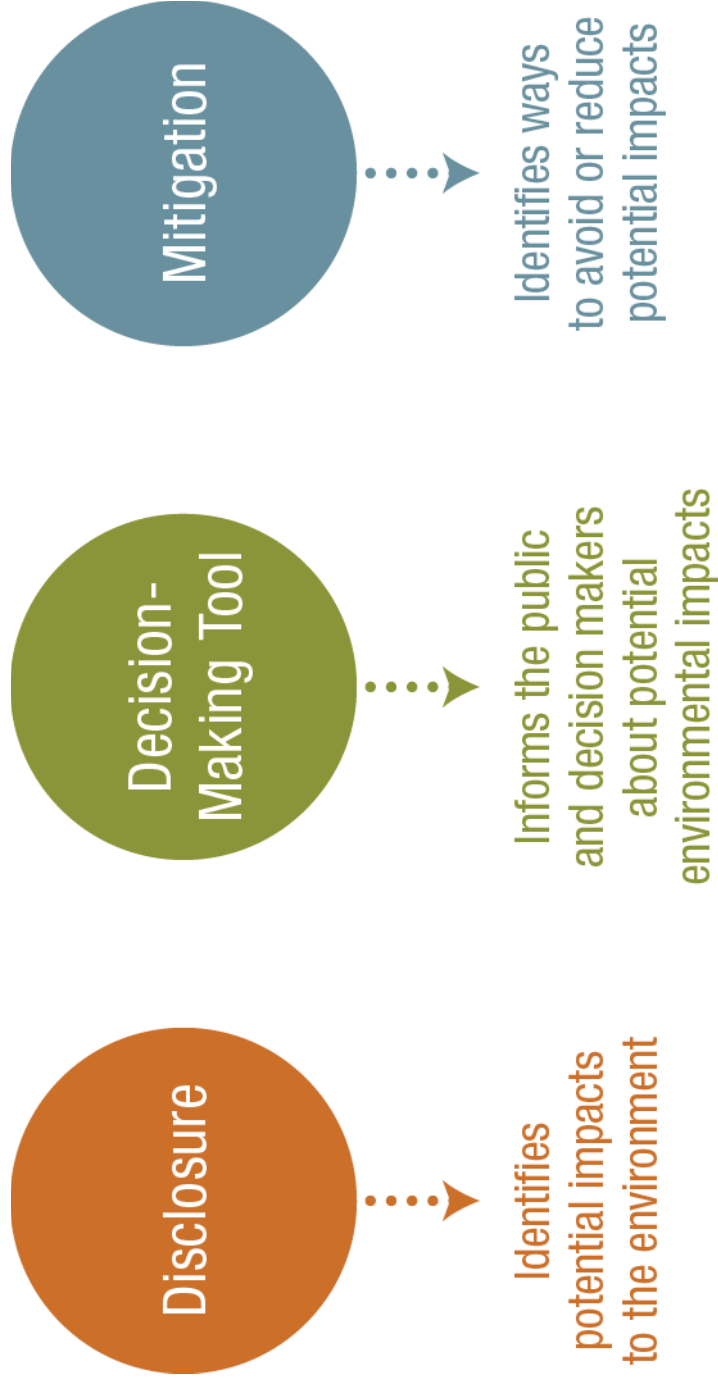 Disclosure
Identifies
potential impacts
to the environment
Decision-
Making Tool
Informs the public
and decision makers
about potential
environmental impacts
Mitigation
Identifies ways
to avoid or reduce
potential impacts